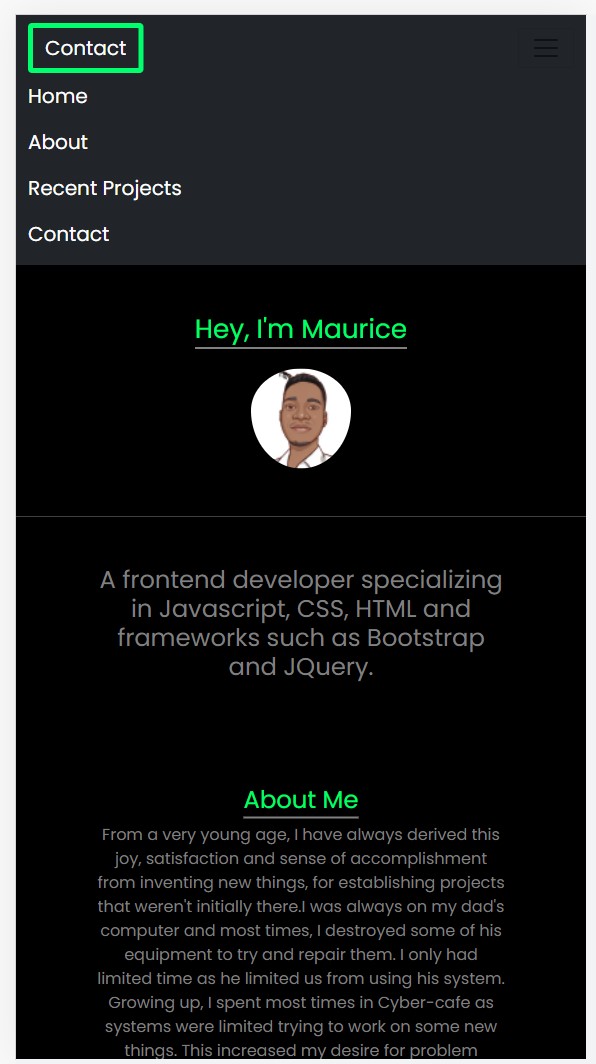 Contact
Home
About
Recent Projects
Contact
Hey, I'm Maurice
A frontend developer specializing
in Javascript, CSS, HTML and
frameworks such as Bootstrap
and JQuery.
About Me
From a very young age, I have always derived this
joy, satisfaction and sense of accomplishment
from inventing new things, for establishing projects
that weren't initially there.I was always on my dad's
computer and most times, I destroyed some of his
equipment to try and repair them. I only had
limited time as he limited us from using his system.
Growing up, I spent most times in Cyber-cafe as
systems were limited trying to work on some new
things. This increased my desire for problem